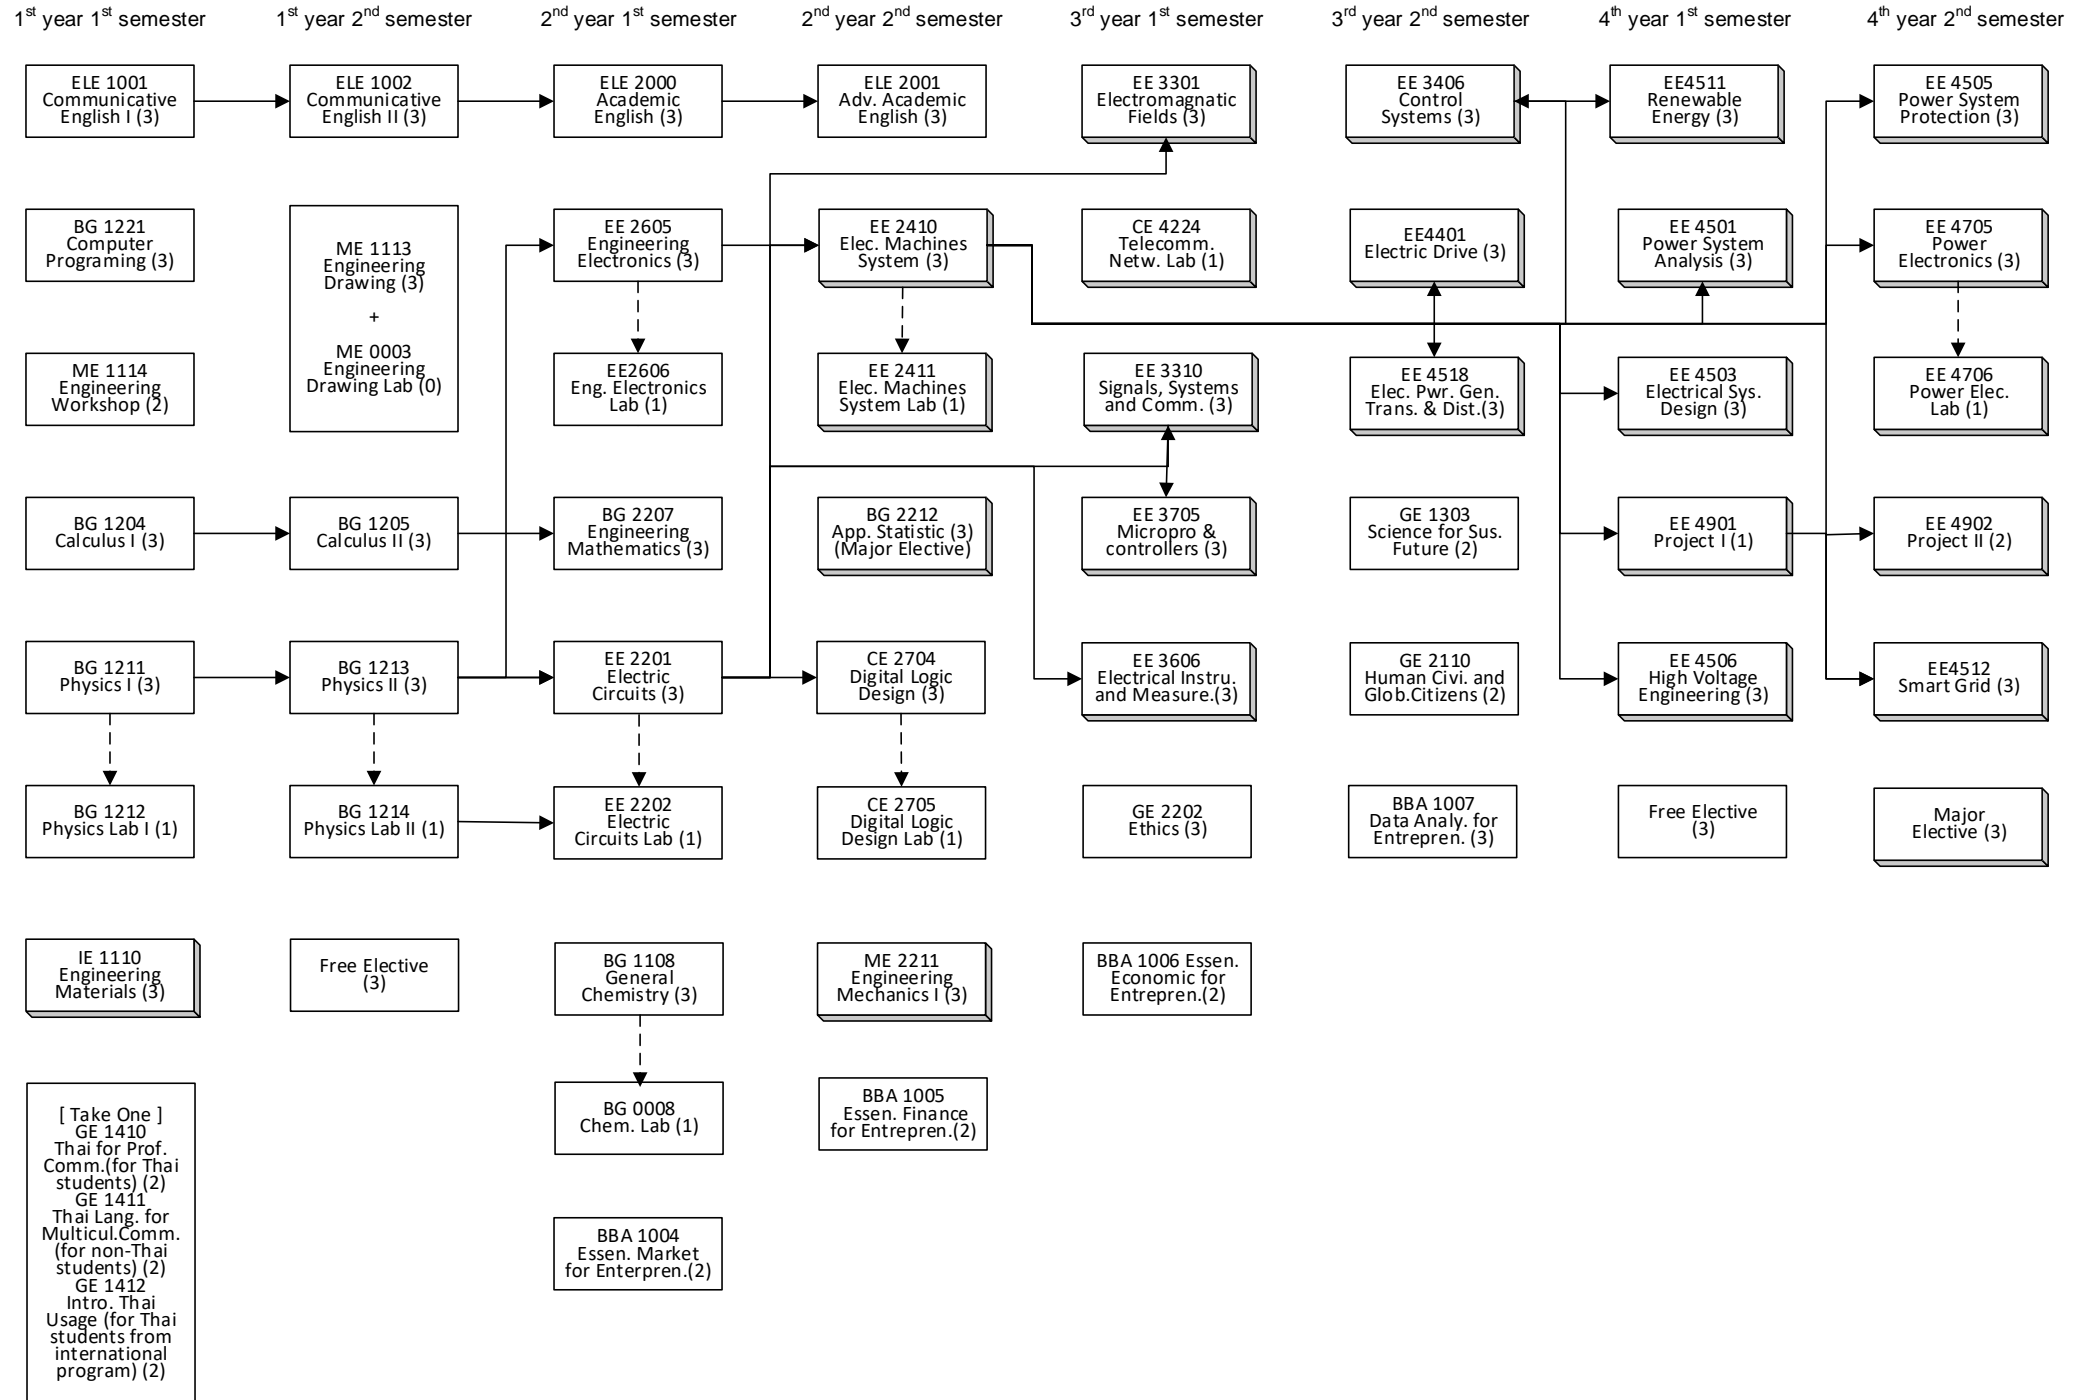 1st year 1st semester
1st year 2nd semester
2nd year 1st semester
2nd year 2nd semester
3rd year 1st semester
3rd year 2nd semester
4th year 1st semester
4th year 2nd semester
ELE 1001
Communicative
English I (3)
ELE 1002
Communicative
English II (3)
ELE 2000
Academic
English (3)
ELE 2001
Adv. Academic
English (3)
EE 3301
Electromagnatic
Fields (3)
EE 3406
Control
Systems (3)
EE4511
Renewable
Energy (3)
EE 4505
Power System
Protection (3)
BG 1221
Computer
Programing (3)
ME 1113
Engineering
Drawing (3)
+
ME 0003
Engineering
Drawing Lab (0)
EE 2605
Engineering
Electronics (3)
EE 2410
Elec. Machines
System (3)
CE 4224
Telecomm.
Netw. Lab (1)
EE4401
Electric Drive (3)
EE 4501
Power System
Analysis (3)
EE 4705
Power
Electronics (3)
ME 1114
Engineering
Workshop (2)
EE2606
Eng. Electronics
Lab (1)
EE 2411
Elec. Machines
System Lab (1)
EE 3310
Signals, Systems
and Comm. (3)
EE 4518
Elec. Pwr. Gen.
Trans. & Dist.(3)
EE 4503
Electrical Sys.
Design (3)
EE 4706
Power Elec.
Lab (1)
BG 1204
Calculus I (3)
BG 1205
Calculus II (3)
BG 2207
Engineering
Mathematics (3)
BG 2212
App. Statistic (3)
(Major Elective)
EE 3705
Micropro &
controllers (3)
GE 1303
Science for Sus.
Future (2)
EE 4901
Project I (1)
EE 4902
Project II (2)
BG 1211
Physics I (3)
BG 1213
Physics II (3)
EE 2201
Electric
Circuits (3)
CE 2704
Digital Logic
Design (3)
EE 3606
Electrical Instru.
and Measure.(3)
GE 2110
Human Civi. and
Glob.Citizens (2)
EE 4506
High Voltage
Engineering (3)
EE4512
Smart Grid (3)
BG 1212
Physics Lab I (1)
BG 1214
Physics Lab II (1)
EE 2202
Electric
Circuits Lab (1)
CE 2705
Digital Logic
Design Lab (1)
GE 2202
Ethics (3)
BBA 1007
Data Analy. for
Entrepren. (3)
Free Elective
(3)
Major
Elective (3)
IE 1110
Engineering
Materials (3)
Free Elective
(3)
BG 1108
General
Chemistry (3)
ME 2211
Engineering
Mechanics I (3)
BBA 1006 Essen.
Economic for
Entrepren.(2)
[ Take One ]
GE 1410
Thai for Prof.
Comm.(for Thai
students) (2)
GE 1411
Thai Lang. for
Multicul.Comm.
(for non-Thai
students) (2)
GE 1412
Intro. Thai
Usage (for Thai
students from
international
program) (2)
BG 0008
Chem. Lab (1)
BBA 1005
Essen. Finance
for Entrepren.(2)
BBA 1004
Essen. Market
for Enterpren.(2)